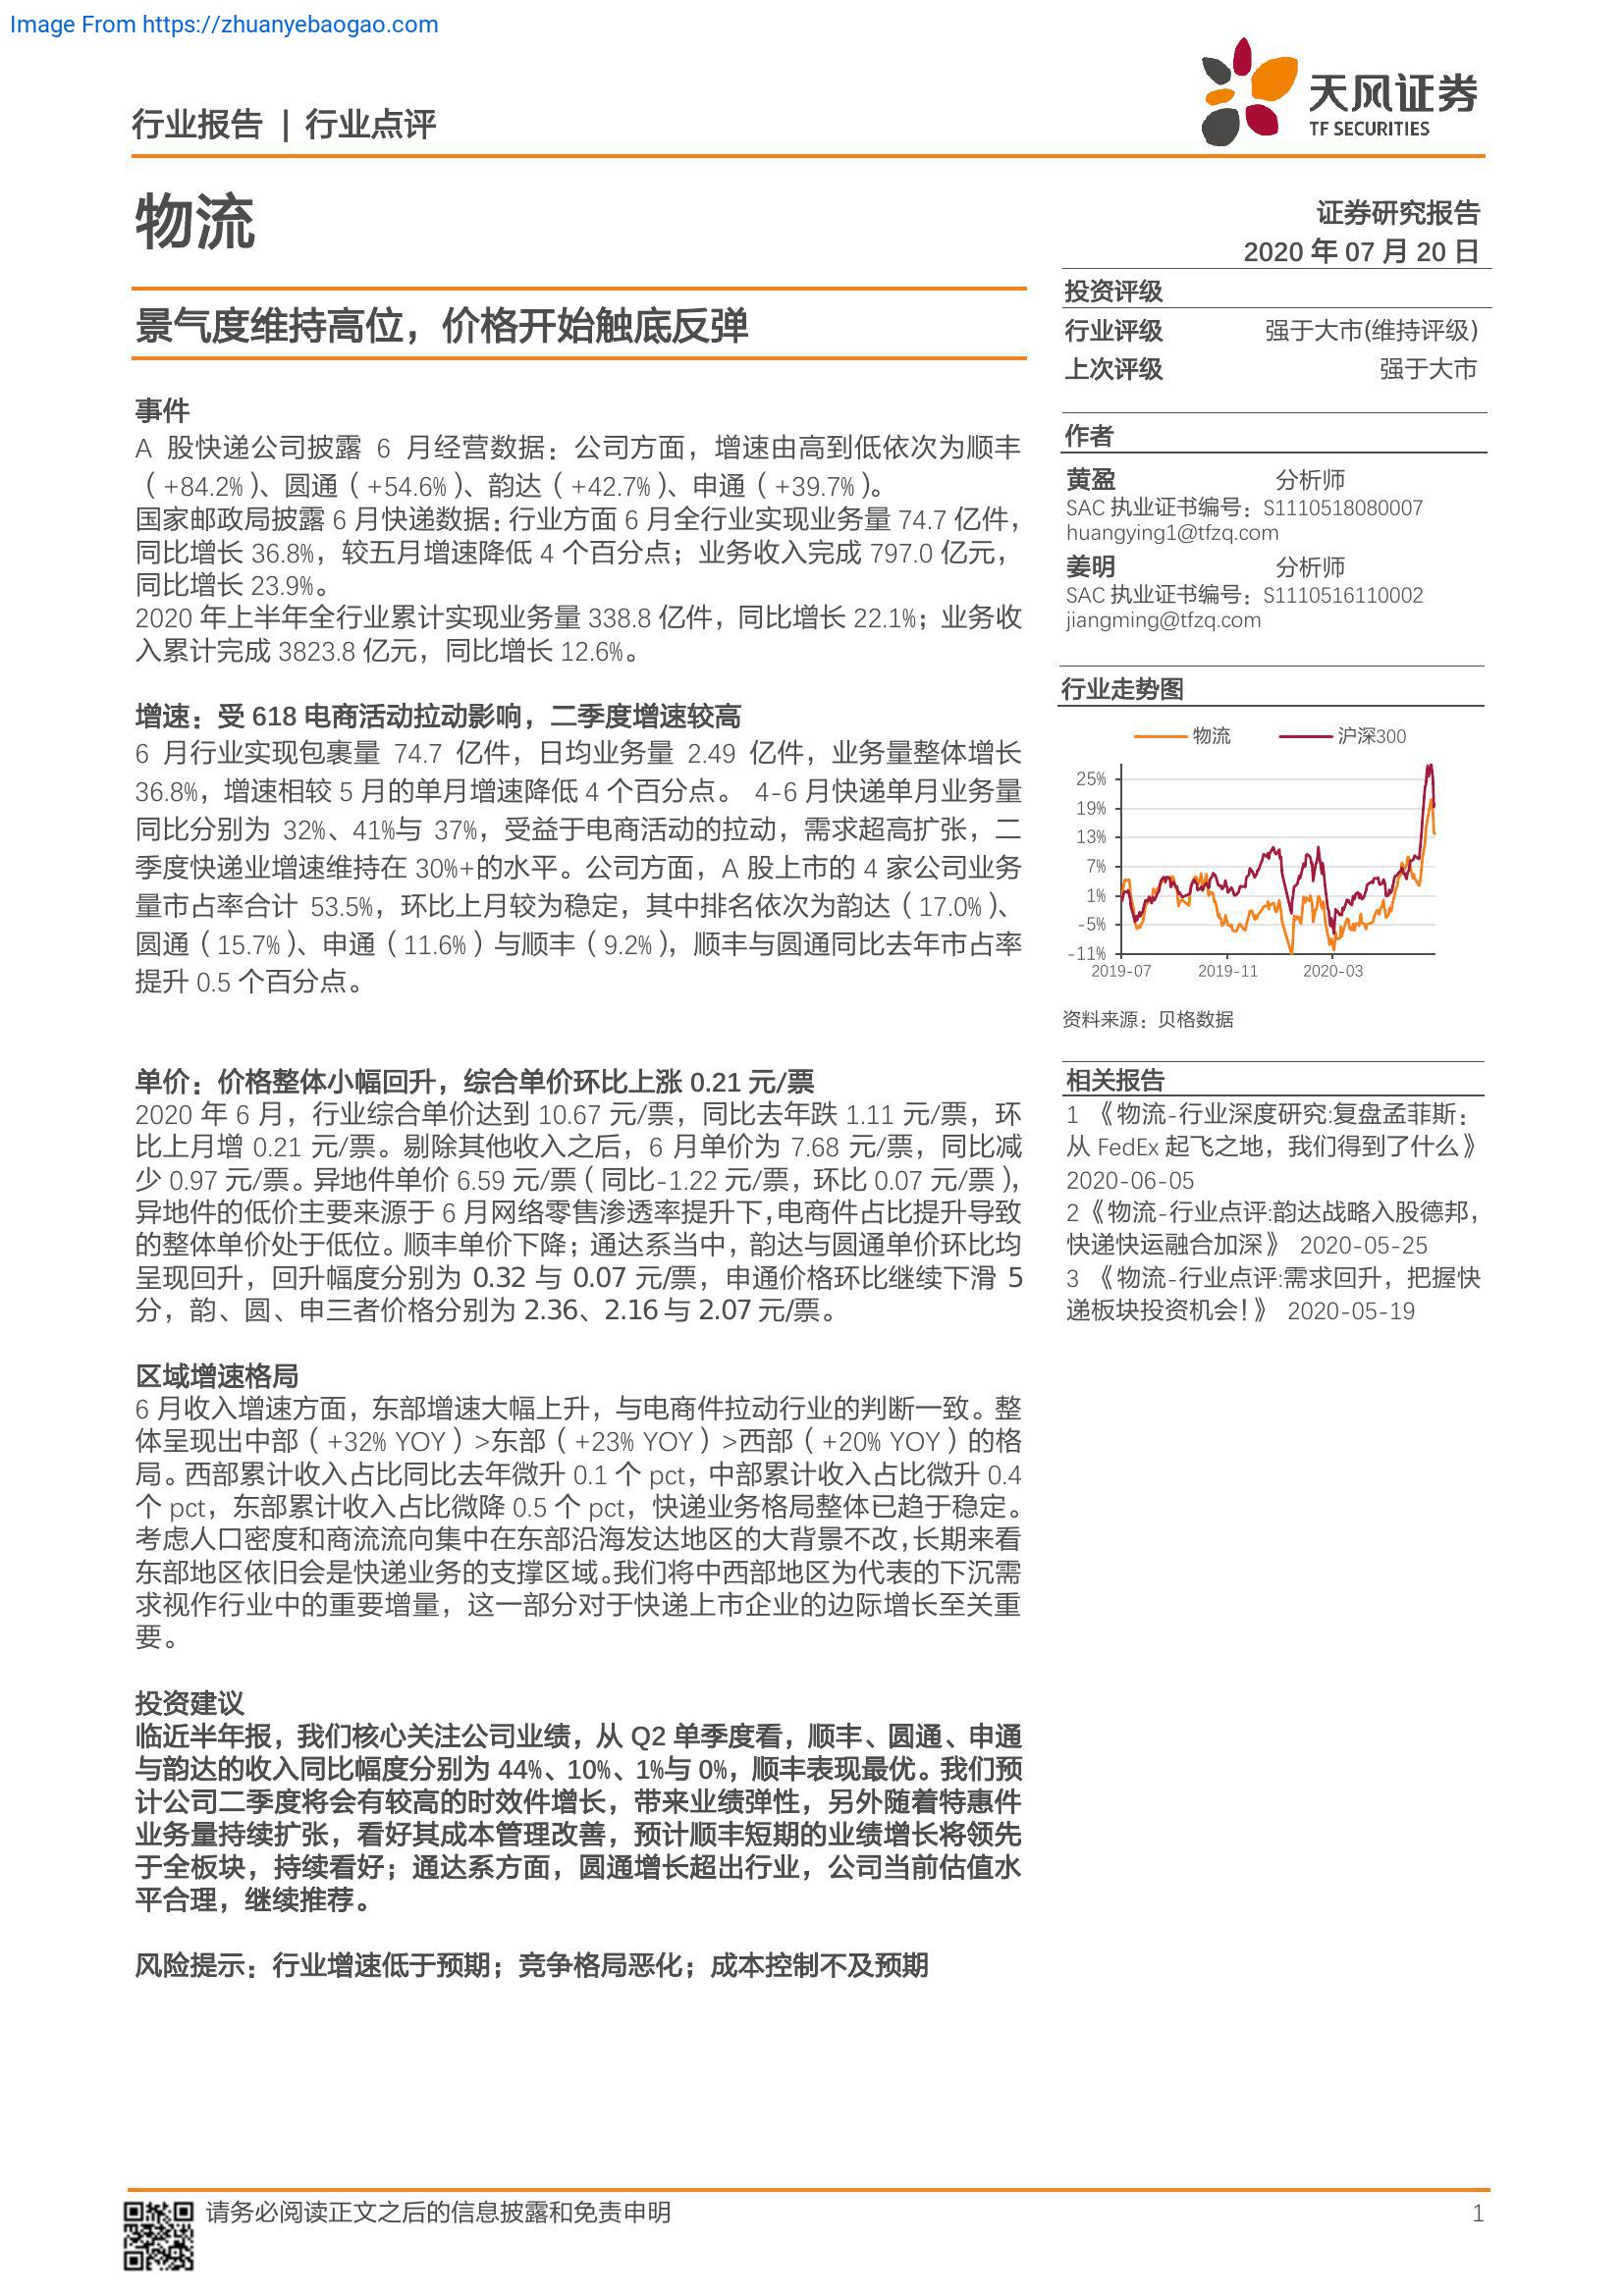 Image From https://zhuanyebaogao.com
天风证券
TF SECURITIES
行业报告 | 行业点评
物流
证券研究报告
2020 年 07 月 20 日
景气度维持高位，价格开始触底反弹
事件
A 股快递公司披露 6 月经营数据：公司方面，增速由高到低依次为顺丰
（+84.2%）、圆通（+54.6%）、韵达（+42.7%）、申通（+39.7%）。
国家邮政局披露 6 月快递数据：行业方面 6 月全行业实现业务量 74.7 亿件，
同比增长 36.8%，较五月增速降低 4 个百分点；业务收入完成 797.0 亿元，
同比增长 23.9%。
2020 年上半年全行业累计实现业务量 338.8 亿件，同比增长 22.1%；业务收
入累计完成 3823.8 亿元，同比增长 12.6%。
增速：受 618 电商活动拉动影响，二季度增速较高
6 月行业实现包裹量 74.7 亿件，日均业务量 2.49 亿件，业务量整体增长
36.8%，增速相较 5 月的单月增速降低 4 个百分点。 4-6 月快递单月业务量
同比分别为 32%、41%与 37%，受益于电商活动的拉动，需求超高扩张，二
季度快递业增速维持在 30%+的水平。公司方面，A 股上市的 4 家公司业务
量市占率合计 53.5%，环比上月较为稳定，其中排名依次为韵达（17.0%）、
圆通（15.7%）、申通（11.6%）与顺丰（9.2%），顺丰与圆通同比去年市占率
提升 0.5 个百分点。
单价：价格整体小幅回升，综合单价环比上涨 0.21 元/票
2020 年 6 月，行业综合单价达到 10.67 元/票，同比去年跌 1.11 元/票，环
比上月增 0.21 元/票。剔除其他收入之后，6 月单价为 7.68 元/票，同比减
少 0.97 元/票。异地件单价 6.59 元/票（同比-1.22 元/票，环比 0.07 元/票），
异地件的低价主要来源于 6 月网络零售渗透率提升下，电商件占比提升导致
的整体单价处于低位。顺丰单价下降；通达系当中，韵达与圆通单价环比均
呈现回升，回升幅度分别为 0.32 与 0.07 元/票，申通价格环比继续下滑 5
分，韵、圆、申三者价格分别为 2.36、2.16 与 2.07 元/票。
区域增速格局
6 月收入增速方面，东部增速大幅上升，与电商件拉动行业的判断一致。整
体呈现出中部（+32% YOY）>东部（+23% YOY）>西部（+20% YOY）的格
局。西部累计收入占比同比去年微升 0.1 个 pct，中部累计收入占比微升 0.4
个 pct，东部累计收入占比微降 0.5 个 pct，快递业务格局整体已趋于稳定。
考虑人口密度和商流流向集中在东部沿海发达地区的大背景不改，长期来看
东部地区依旧会是快递业务的支撑区域。我们将中西部地区为代表的下沉需
求视作行业中的重要增量，这一部分对于快递上市企业的边际增长至关重
要。
投资建议
临近半年报，我们核心关注公司业绩，从 Q2 单季度看，顺丰、圆通、申通
与韵达的收入同比幅度分别为 44%、10%、1%与 0%，顺丰表现最优。我们预
计公司二季度将会有较高的时效件增长，带来业绩弹性，另外随着特惠件
业务量持续扩张，看好其成本管理改善，预计顺丰短期的业绩增长将领先
于全板块，持续看好；通达系方面，圆通增长超出行业，公司当前估值水
平合理，继续推荐。
风险提示：行业增速低于预期；竞争格局恶化；成本控制不及预期
投资评级
行业评级 强于大市(维持评级)
上次评级 强于大市
作者
黄盈 分析师
SAC 执业证书编号：S1110518080007
huangying1@tfzq.com
姜明 分析师
SAC 执业证书编号：S1110516110002
jiangming@tfzq.com
行业走势图
物流 沪深300
25%
19%
13%
7%
1%
-5%
-11%
2019-07 2019-11 2020-03
资料来源：贝格数据
相关报告
1 《物流-行业深度研究:复盘孟菲斯：
从 FedEx 起飞之地，我们得到了什么》
2020-06-05
2 《物流-行业点评:韵达战略入股德邦，
快递快运融合加深》 2020-05-25
3 《物流-行业点评:需求回升，把握快
递板块投资机会！》 2020-05-19
请务必阅读正文之后的信息披露和免责申明 1